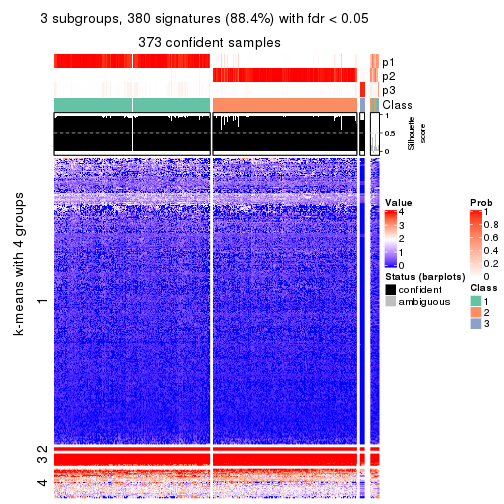 3 subgroups, 380 signatures (88.4%) with fdr < 0.05
373 confident samples
p1
p2
p3
Class
1
0.5
0
Silhouette
score
k-means with 4 groups
1
2
3
4
Value
4
3
2
1
0
Status (barplots)
confident
ambiguous
Prob
1
0.8
0.6
0.4
0.2
0
Class
1
2
3